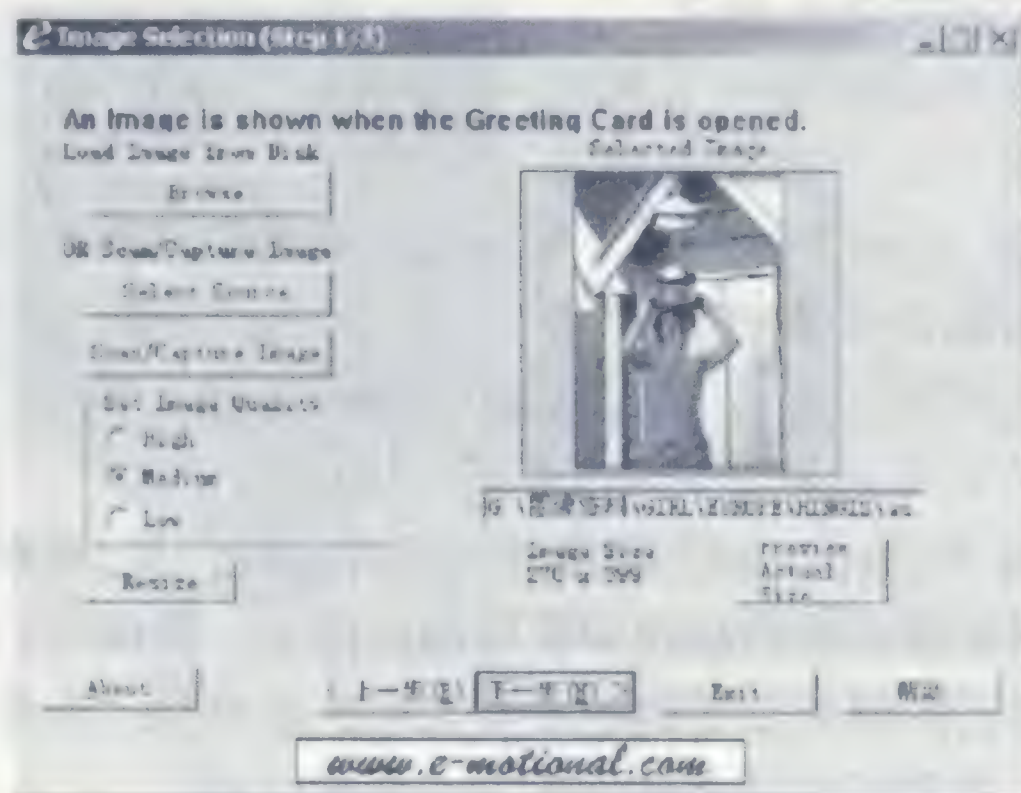 Image Selection (Step 1/3)
An Image is shown when the Greeting Card is opened.
Load Image from Disk
Selected Image
Browse
OR Scan/Capture Image
Select Source
Scan/Capture Image
Set Image Quality
High
Medium
Low
Image Size
Preview
Actual
Size
Resize
About
上一步(B)
下一步(N) >
Exit
www.e-motional.com